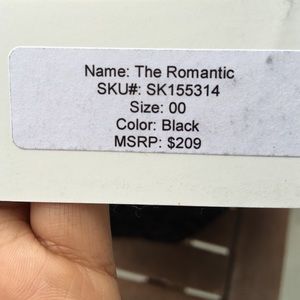 Name: The Romantic
SKU#: SK155314
Size: 00
Color: Black
MSRP: $209